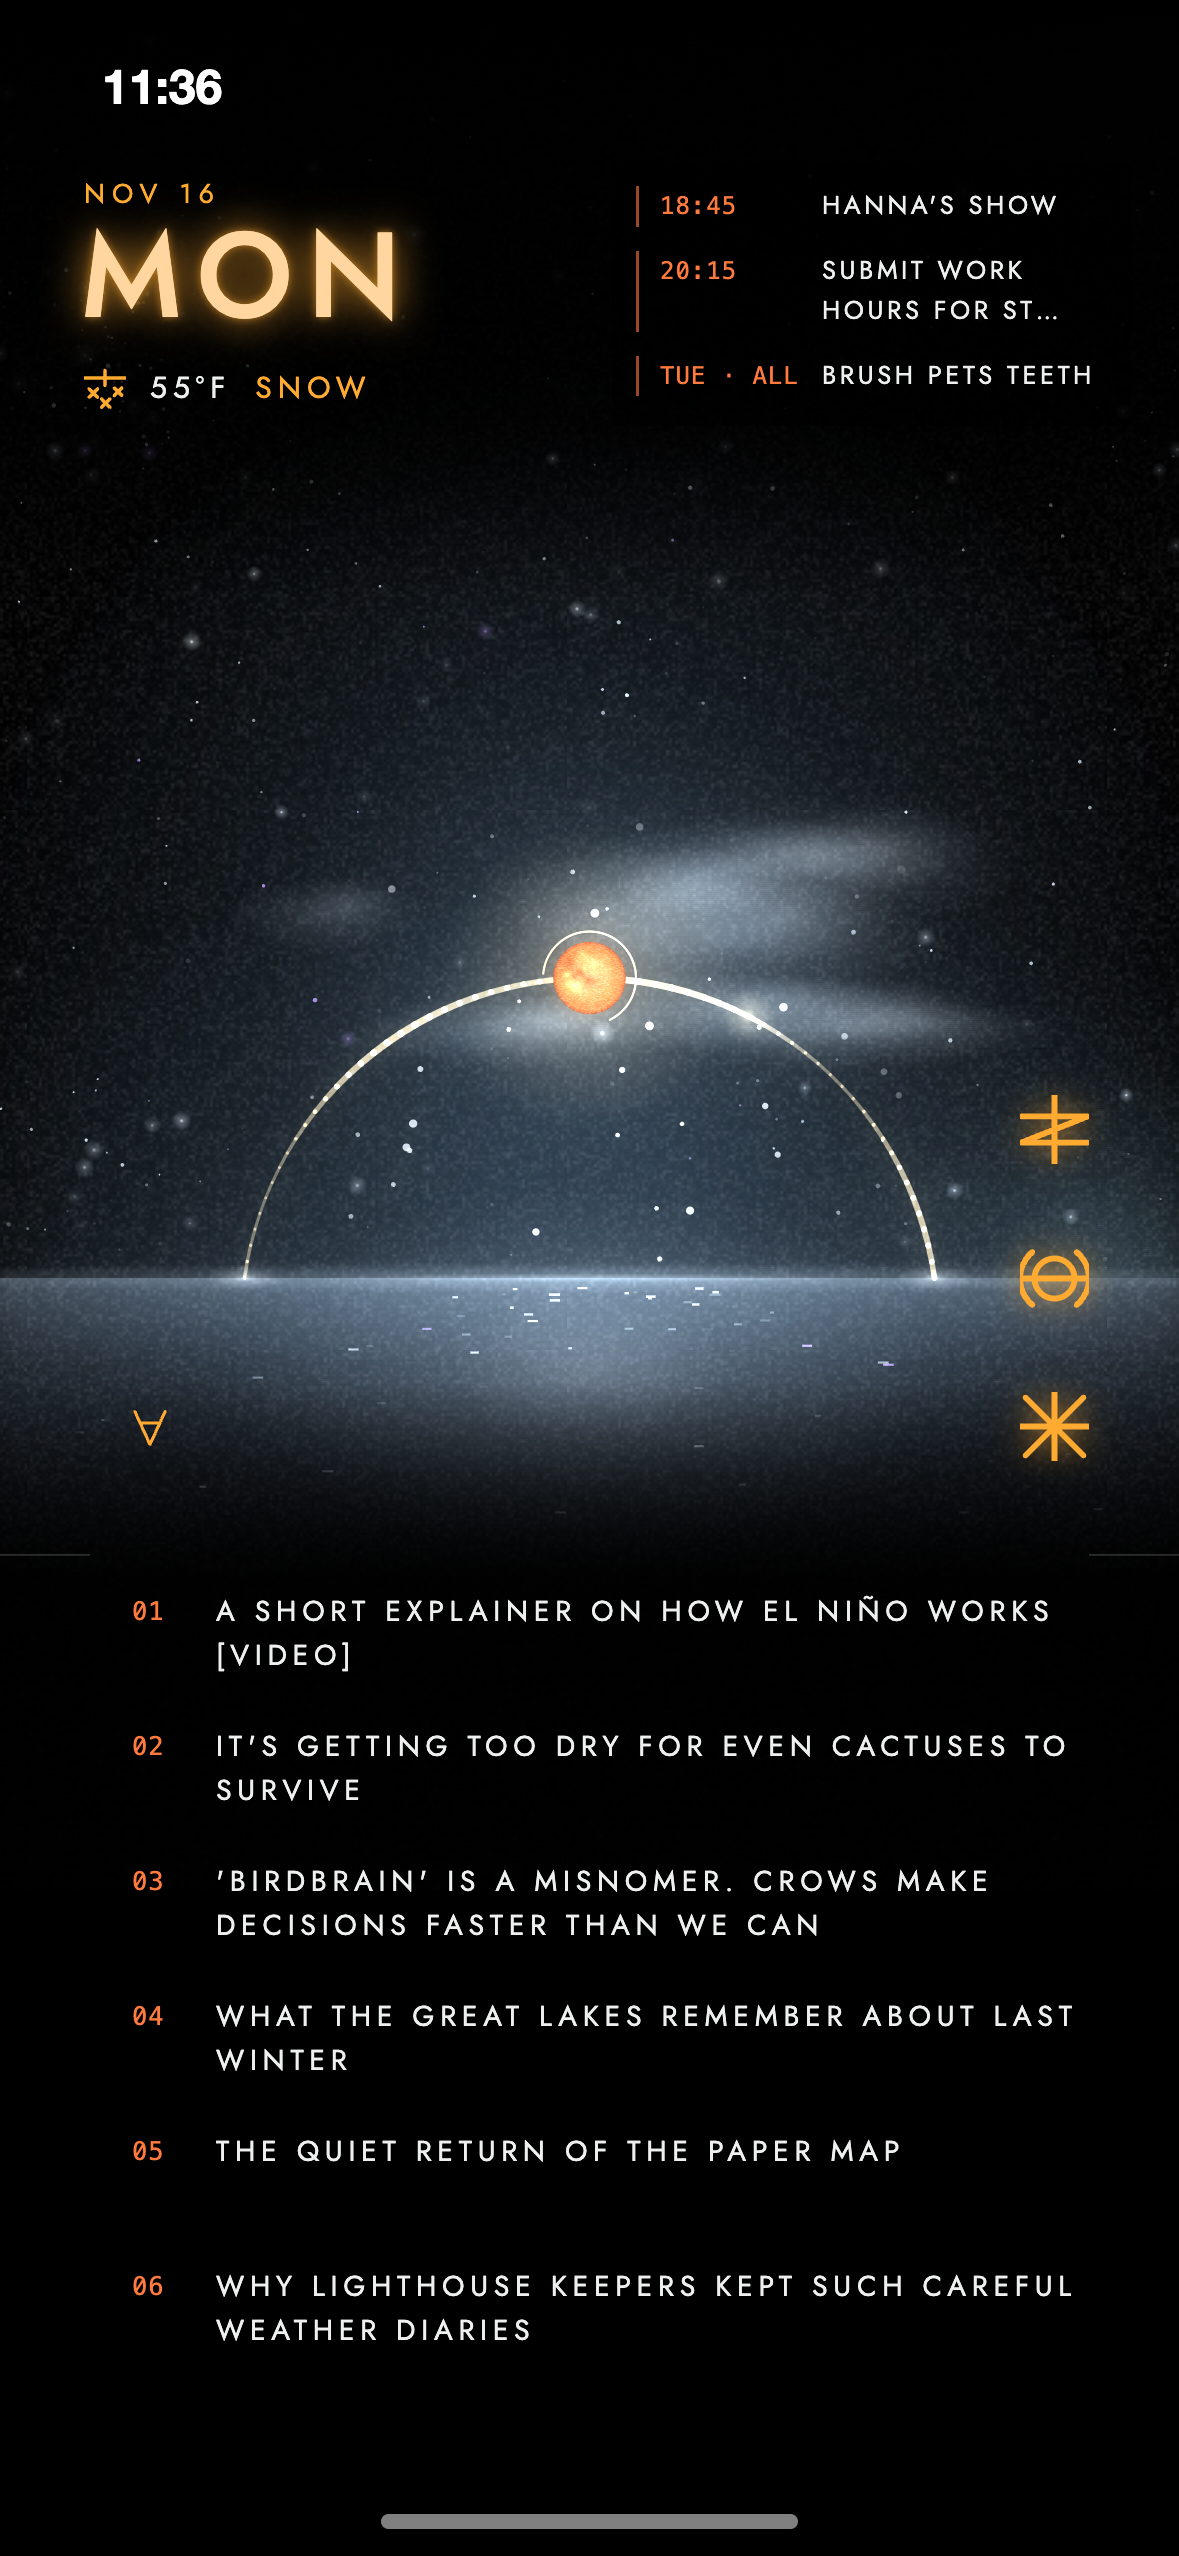 11:36
NOV 16
MON
55°F SNOW
18:45 HANNA'S SHOW
20:15 SUBMIT WORK
HOURS FOR ST...
TUE · ALL BRUSH PETS TEETH
01 A SHORT EXPLAINER ON HOW EL NIÑO WORKS
[VIDEO]
02 IT'S GETTING TOO DRY FOR EVEN CACTUSES TO
SURVIVE
03 'BIRDBRAIN' IS A MISNOMER. CROWS MAKE
DECISIONS FASTER THAN WE CAN
04 WHAT THE GREAT LAKES REMEMBER ABOUT LAST
WINTER
05 THE QUIET RETURN OF THE PAPER MAP
06 WHY LIGHTHOUSE KEEPERS KEPT SUCH CAREFUL
WEATHER DIARIES